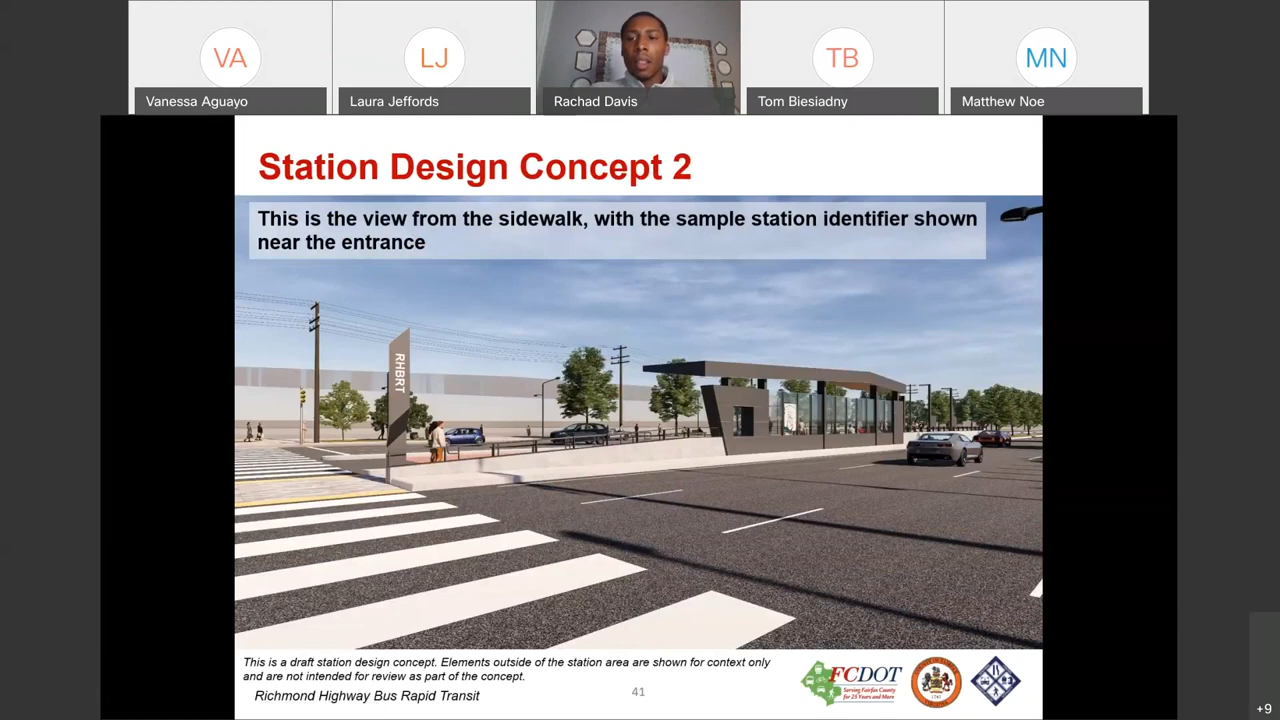 VA
LJ
TB
MN
Vanessa Aguayo
Laura Jeffords
Rachad Davis
Tom Biesiadny
Matthew Noe
Station Design Concept 2
This is the view from the sidewalk, with the sample station identifier shown
near the entrance
RHBRT
This is a draft station design concept. Elements outside of the station area are shown for context only
and are not intended for review as part of the concept.
Richmond Highway Bus Rapid Transit
41
FCDOT
Serving Fairfax County
for 25 Years and More
+9